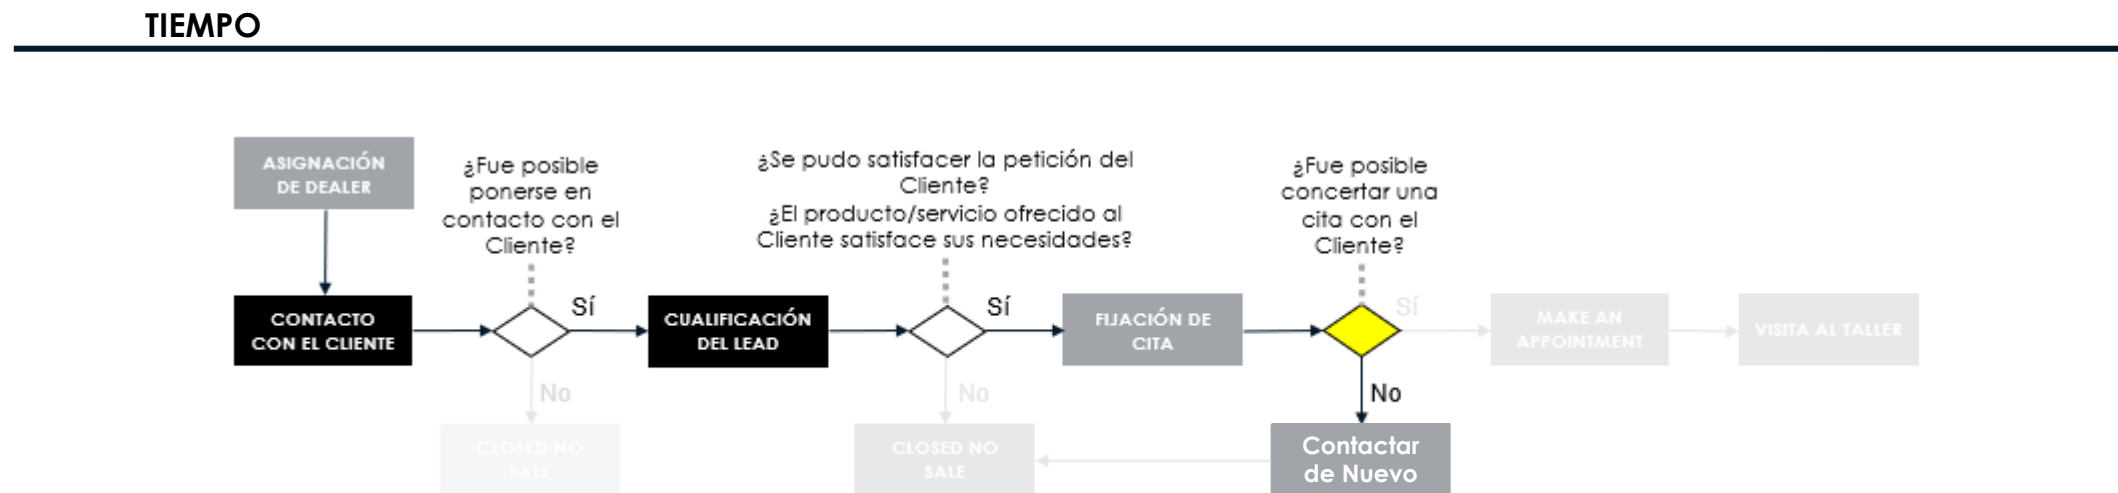 TIEMPO
ASIGNACIÓN
DE DEALER
¿Fue posible
ponerse en
contacto con el
Cliente?
¿Se pudo satisfacer la petición del
Cliente?
¿El producto/servicio ofrecido al
Cliente satisface sus necesidades?
¿Fue posible
concertar una
cita con el
Cliente?
CONTACTO
CON EL CLIENTE
Sí
CUALIFICACIÓN
DEL LEAD
Sí
FIJACIÓN DE
CITA
Sí
MAKE AN
APPOINTMENT
VISITA AL TALLER
No
No
No
CLOSED NO
SALE
CLOSED NO
SALE
Contactar
de Nuevo